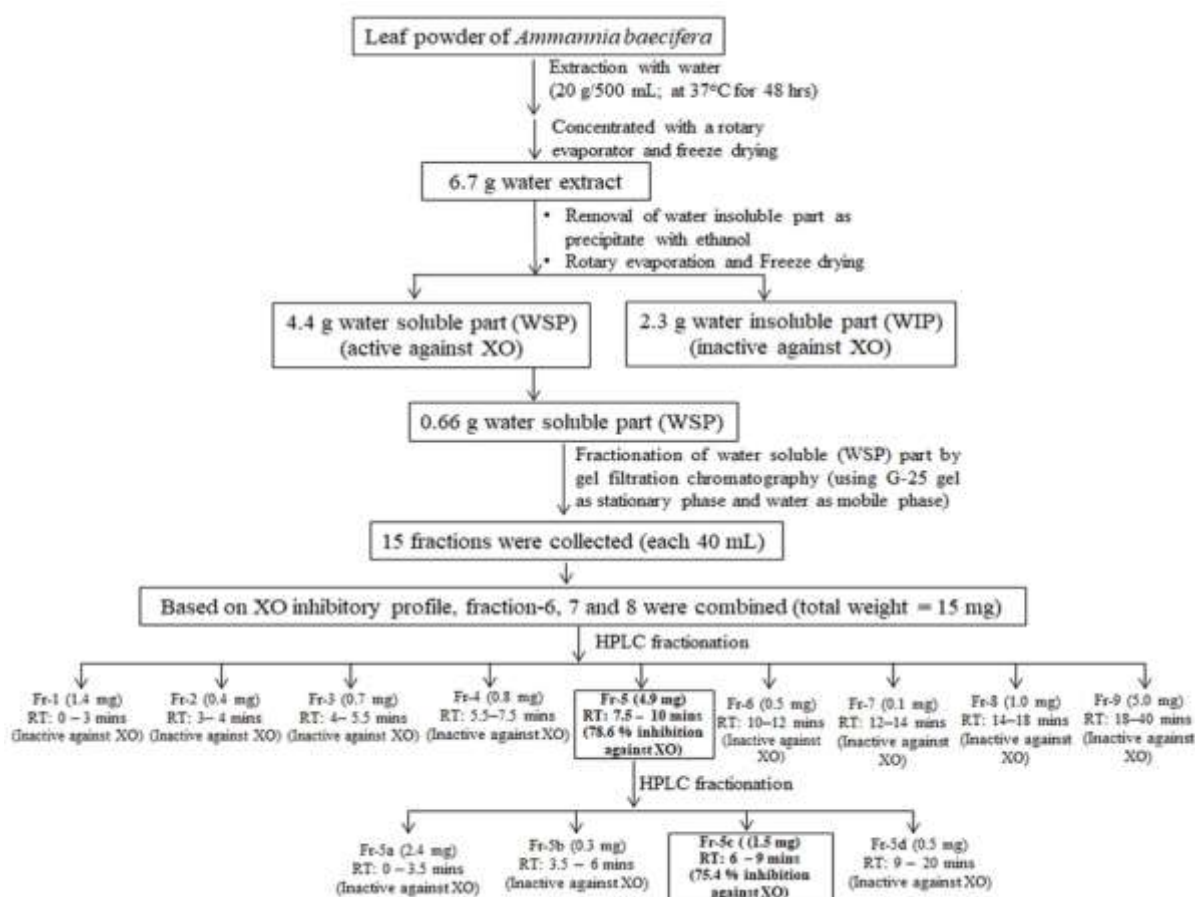 Leaf powder of Ammannia baecifera
Extraction with water
(20 g/500 mL; at 37°C for 48 hrs)
Concentrated with a rotary
evaporator and freeze drying
6.7 g water extract
• Removal of water insoluble part as
precipitate with ethanol
• Rotary evaporation and Freeze drying
4.4 g water soluble part (WSP)
(active against XO)
2.3 g water insoluble part (WIP)
(inactive against XO)
0.66 g water soluble part (WSP)
Fractionation of water soluble (WSP) part by
gel filtration chromatography (using G-25 gel
as stationary phase and water as mobile phase)
15 fractions were collected (each 40 mL)
Based on XO inhibitory profile, fraction-6, 7 and 8 were combined (total weight = 15 mg)
HPLC fractionation
Fr-1 (1.4 mg)
RT: 0 – 3 mins
(Inactive against XO)
Fr-2 (0.4 mg)
RT: 3– 4 mins
(Inactive against XO)
Fr-3 (0.7 mg)
RT: 4– 5.5 mins
(Inactive against XO)
Fr-4 (0.8 mg)
RT: 5.5–7.5 mins
(Inactive against XO)
Fr-5 (4.9 mg)
RT: 7.5 – 10 mins
(78.6 % inhibition
against XO)
Fr-6 (0.5 mg)
RT: 10–12 mins
(Inactive against
XO)
Fr-7 (0.1 mg)
RT: 12–14 mins
(Inactive against
XO)
Fr-8 (1.0 mg)
RT: 14–18 mins
(Inactive against
XO)
Fr-9 (5.0 mg)
RT: 18–40 mins
(Inactive against
XO)
HPLC fractionation
Fr-5a (2.4 mg)
RT: 0 – 3.5 mins
(Inactive against XO)
Fr-5b (0.3 mg)
RT: 3.5 – 6 mins
(Inactive against XO)
Fr-5c ( (1.5 mg)
RT: 6 – 9 mins
(75.4 % inhibition
against XO)
Fr-5d (0.5 mg)
RT: 9 – 20 mins
(Inactive against XO)